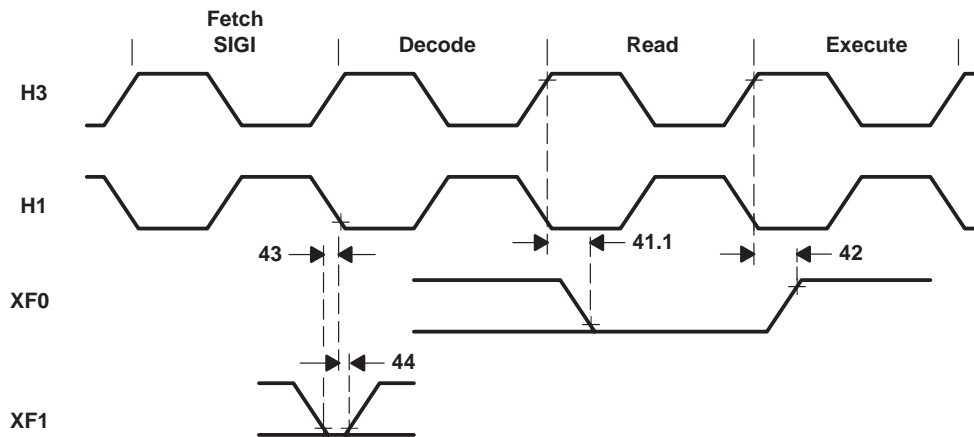 Fetch
SIGI
Decode
Read
Execute
H3
H1
43
41.1
42
XF0
44
XF1